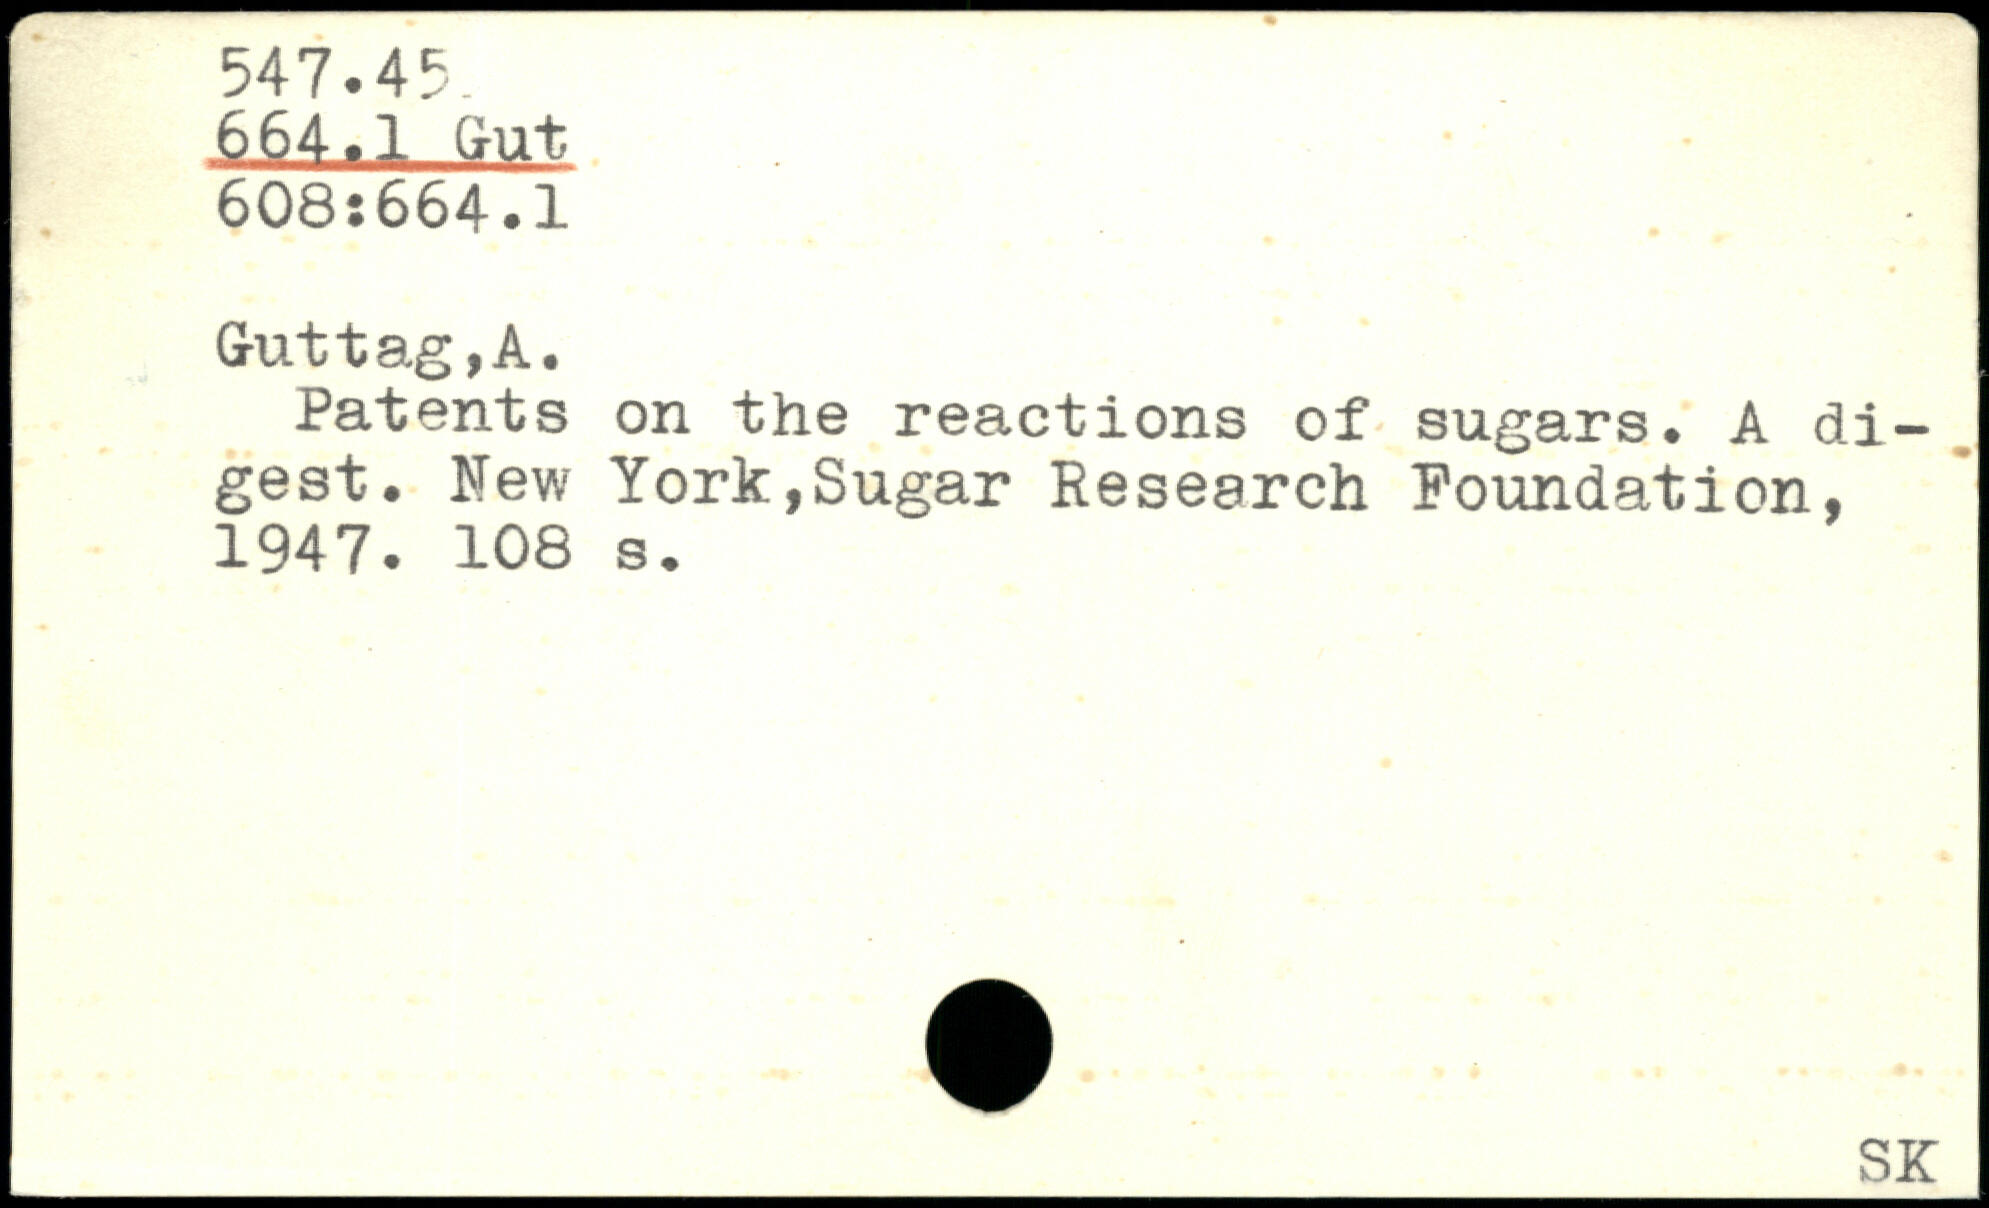 547.45
664.1 Gut
608:664.1
Guttag,A.
Patents on the reactions of sugars. A di-
gest. New York,Sugar Research Foundation,
1947. 108 s.
SK